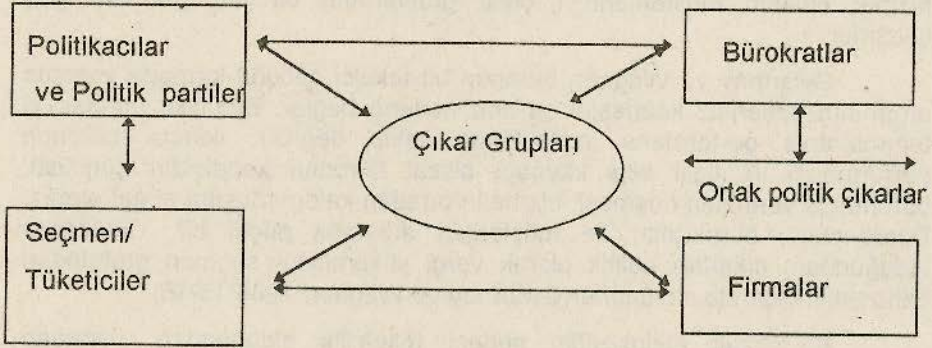 Politikacılar
ve Politik partiler
Bürokratlar
Çıkar Grupları
Ortak politik çıkarlar
Seçmen/
Tüketiciler
Firmalar